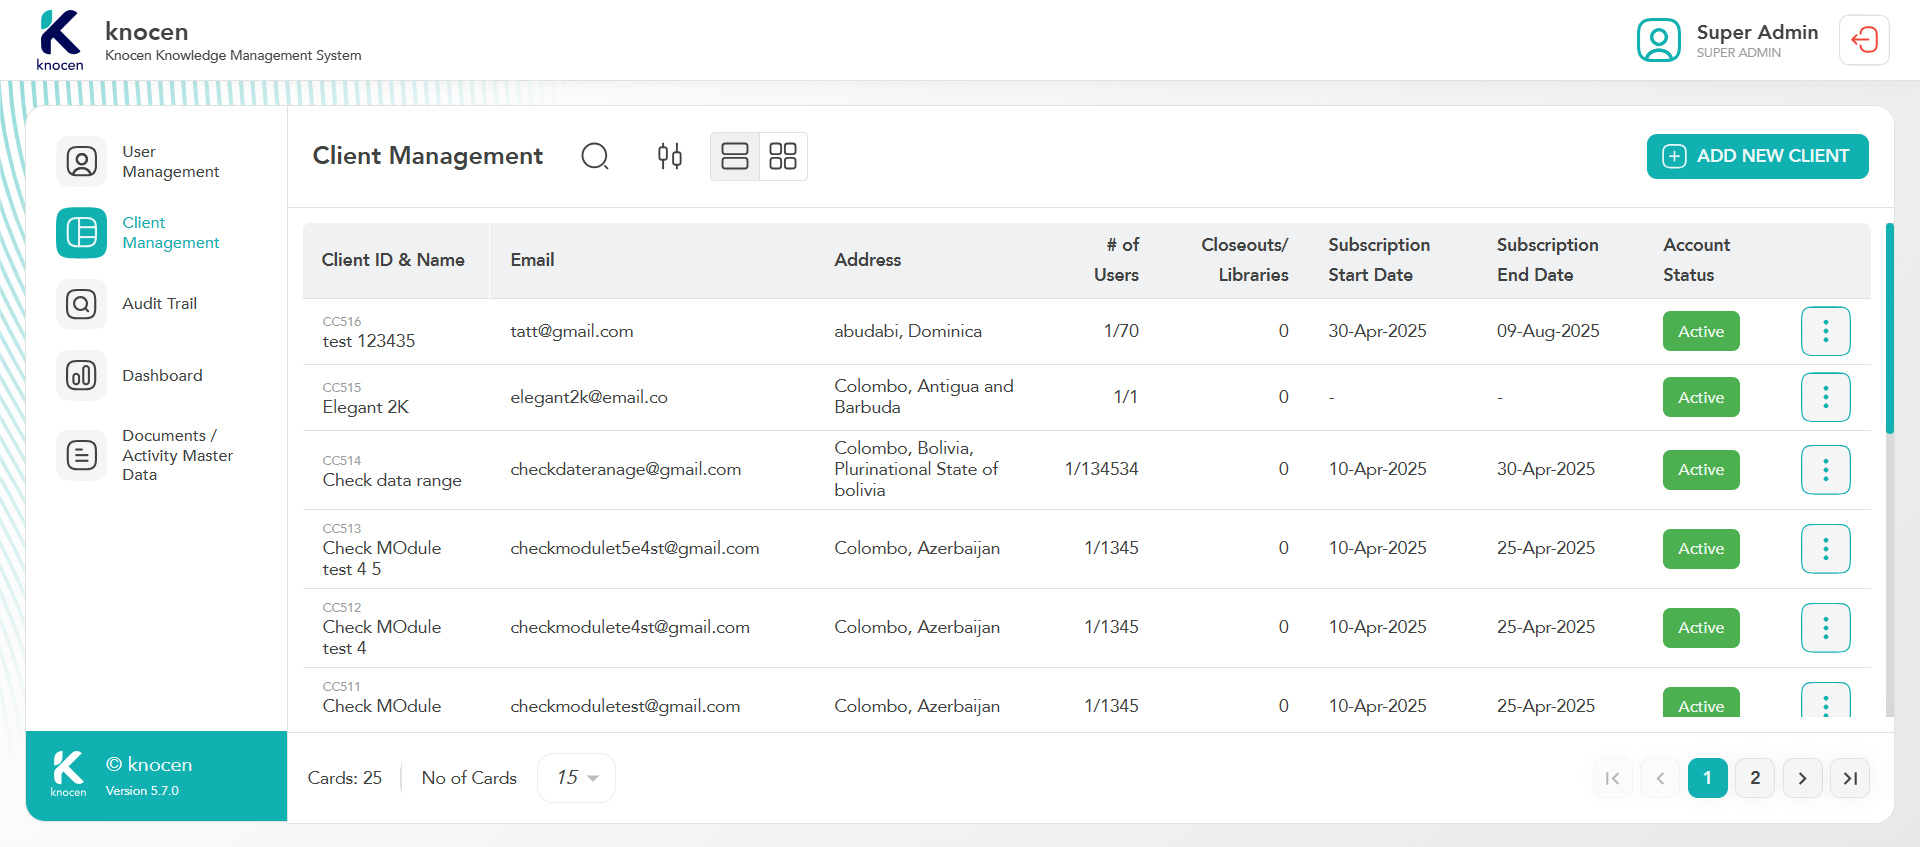 knocen
knocen
Knocen Knowledge Management System
Super Admin
SUPER ADMIN
User
Management
Client
Management
Audit Trail
Dashboard
Documents /
Activity Master
Data
knocen
© knocen
Version 5.7.0
Client Management
ADD NEW CLIENT
Client ID & Name
Email
Address
# of
Users
Closeouts/
Libraries
Subscription
Start Date
Subscription
End Date
Account
Status
CC516
test 123435
tatt@gmail.com
abudabi, Dominica
1/70
0
30-Apr-2025
09-Aug-2025
Active
CC515
Elegant 2K
elegant2k@email.co
Colombo, Antigua and
Barbuda
1/1
0
-
-
Active
CC514
Check data range
checkdateranage@gmail.com
Colombo, Bolivia,
Plurinational State of
bolivia
1/134534
0
10-Apr-2025
30-Apr-2025
Active
CC513
Check MOdule
test 4 5
checkmodulet5e4st@gmail.com
Colombo, Azerbaijan
1/1345
0
10-Apr-2025
25-Apr-2025
Active
CC512
Check MOdule
test 4
checkmodulete4st@gmail.com
Colombo, Azerbaijan
1/1345
0
10-Apr-2025
25-Apr-2025
Active
CC511
Check MOdule
checkmoduletest@gmail.com
Colombo, Azerbaijan
1/1345
0
10-Apr-2025
25-Apr-2025
Active
Cards: 25
No of Cards
15
1
2